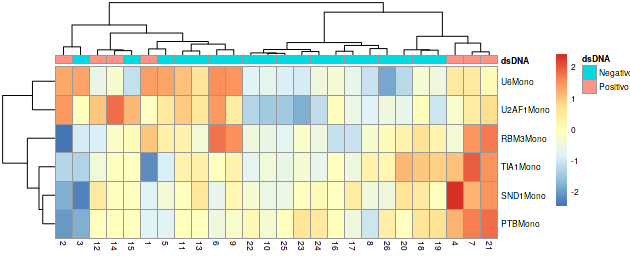 dsDNA
dsDNA
Negativo
Positivo
U6Mono
U2AF1Mono
RBM3Mono
TIA1Mono
SND1Mono
PTBMono
2
1
0
-1
-2
2 3 12 14 15 1 5 11 13 6 9 22 10 25 23 24 16 17 8 26 20 18 19 4 7 21